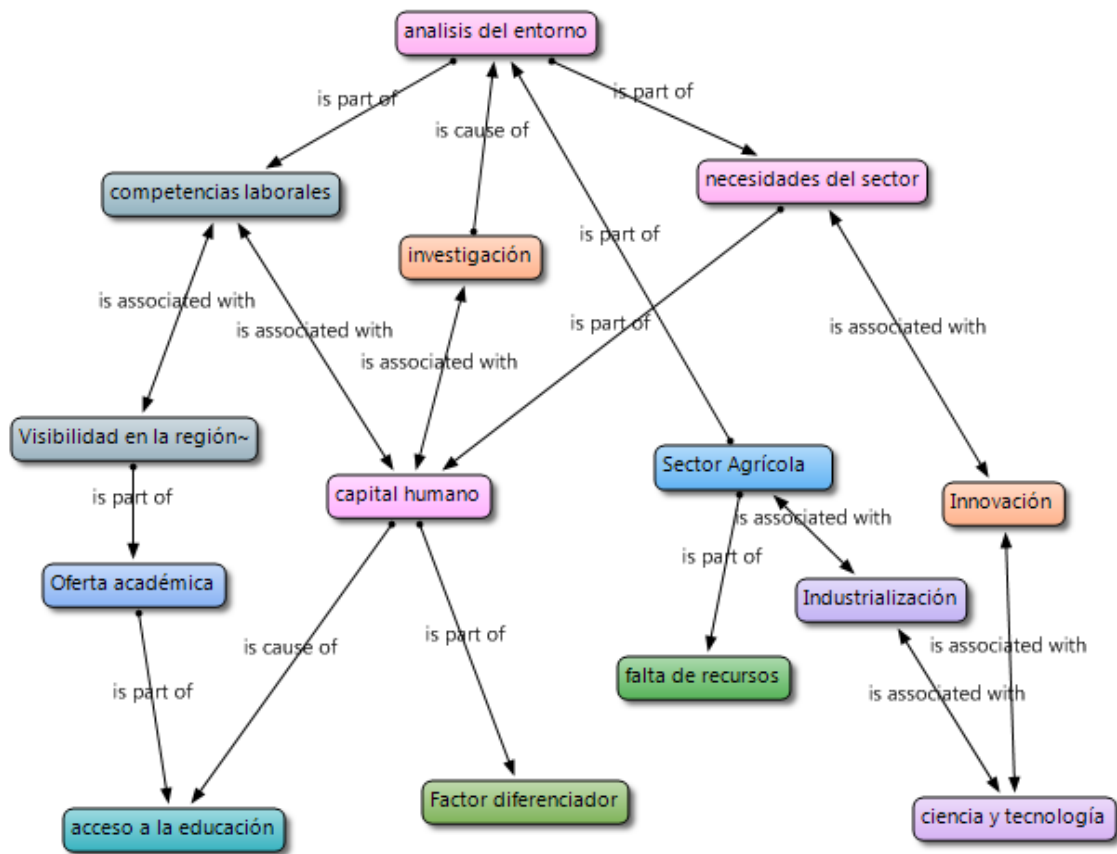 analisis del entorno
is part of
is part of
is cause of
competencias laborales
necesidades del sector
investigación
is part of
is associated with
is associated with
is part of
is associated with
is associated with
Visibilidad en la región~
Sector Agrícola
capital humano
Innovación
is part of
is associated with
is part of
Oferta académica
Industrialización
is cause of
is part of
is associated with
falta de recursos
is part of
is associated with
Factor diferenciador
ciencia y tecnología
acceso a la educación